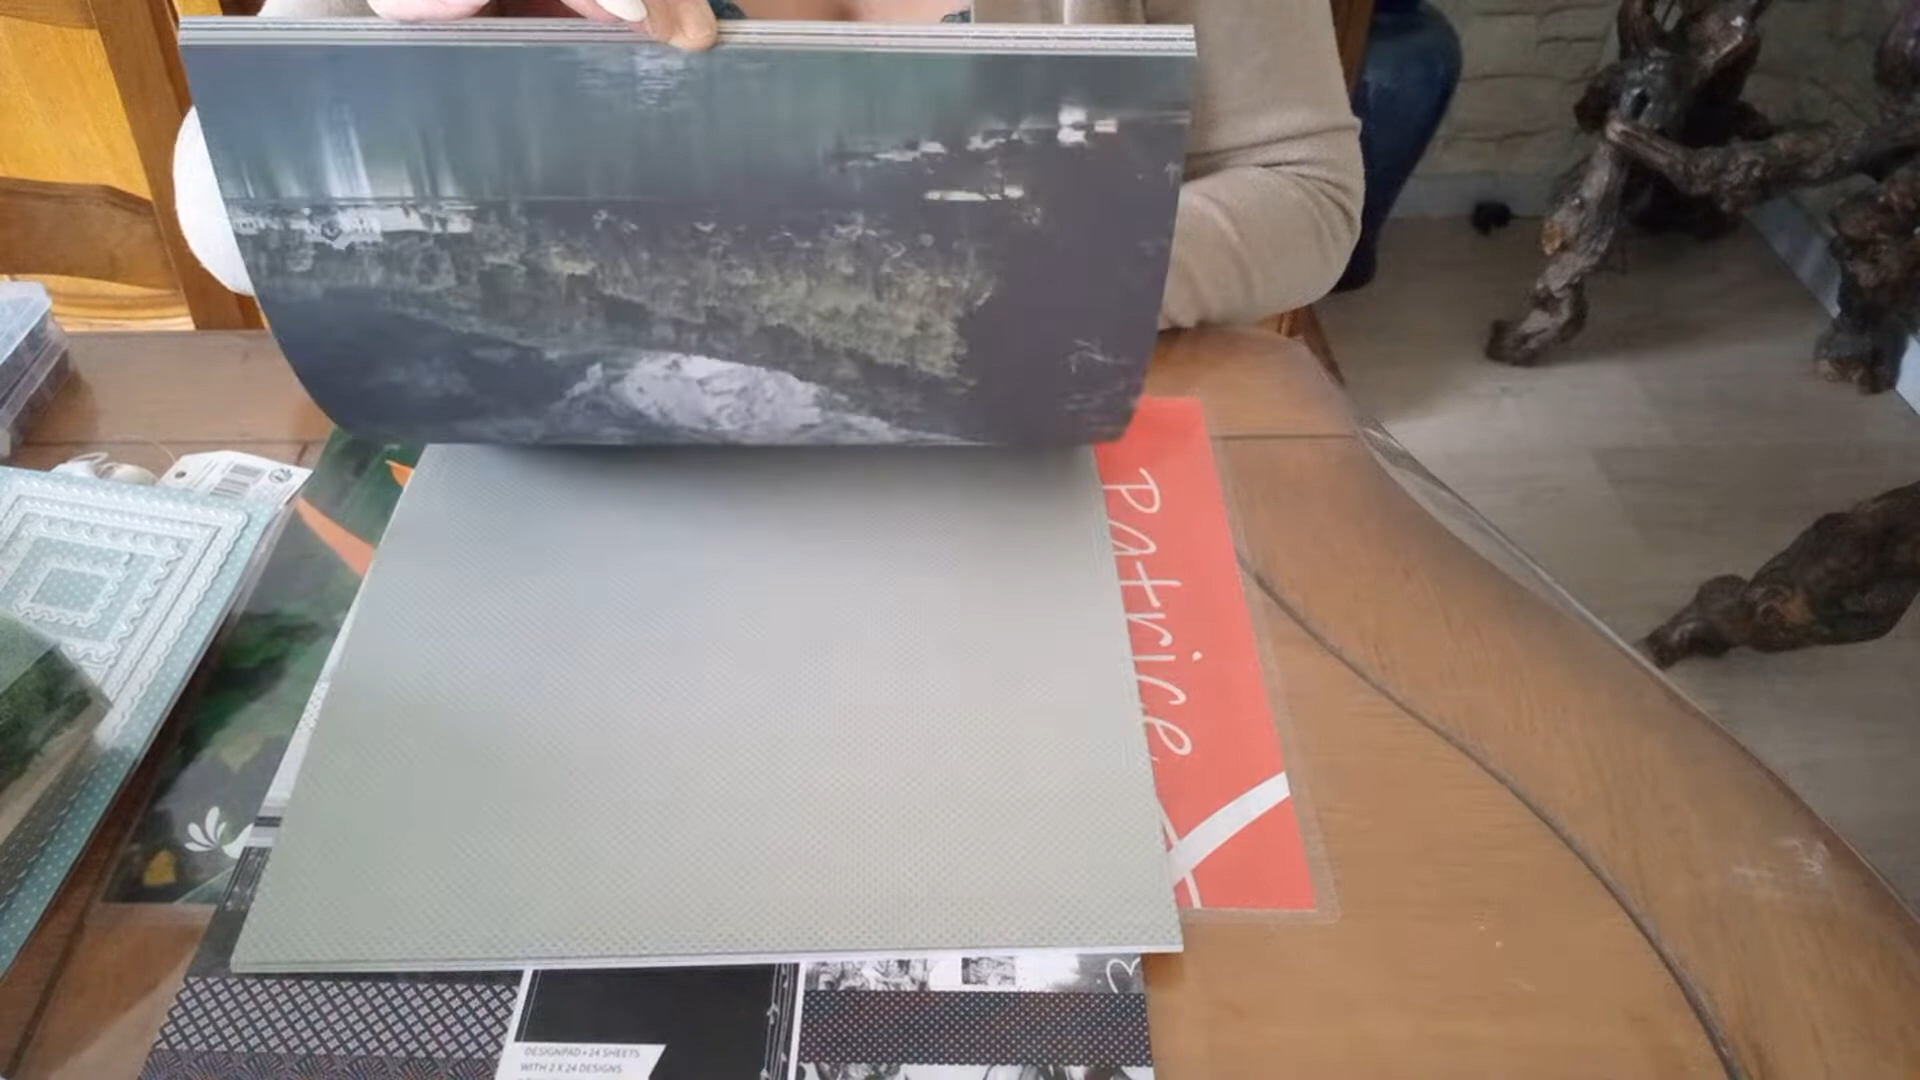 Patrice
DESIGNPAD • 24 SHEETS
WITH 2 X 24 DESIGNS